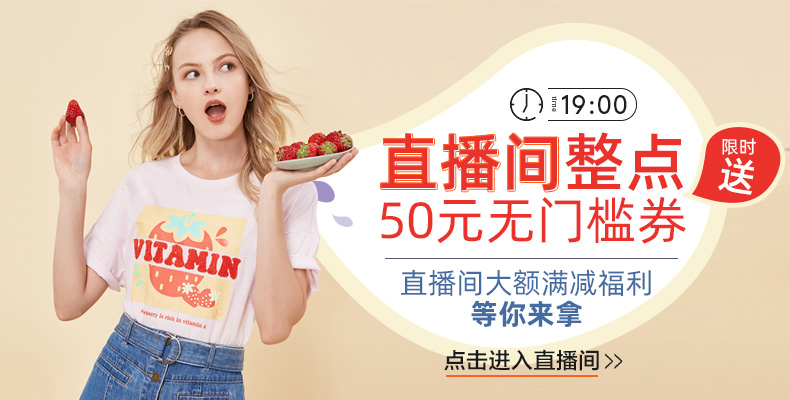 time 19:00
直播间整点
限时
送
50元无门槛券
直播间大额满减福利
等你来拿
点击进入直播间>>
VITAMIN